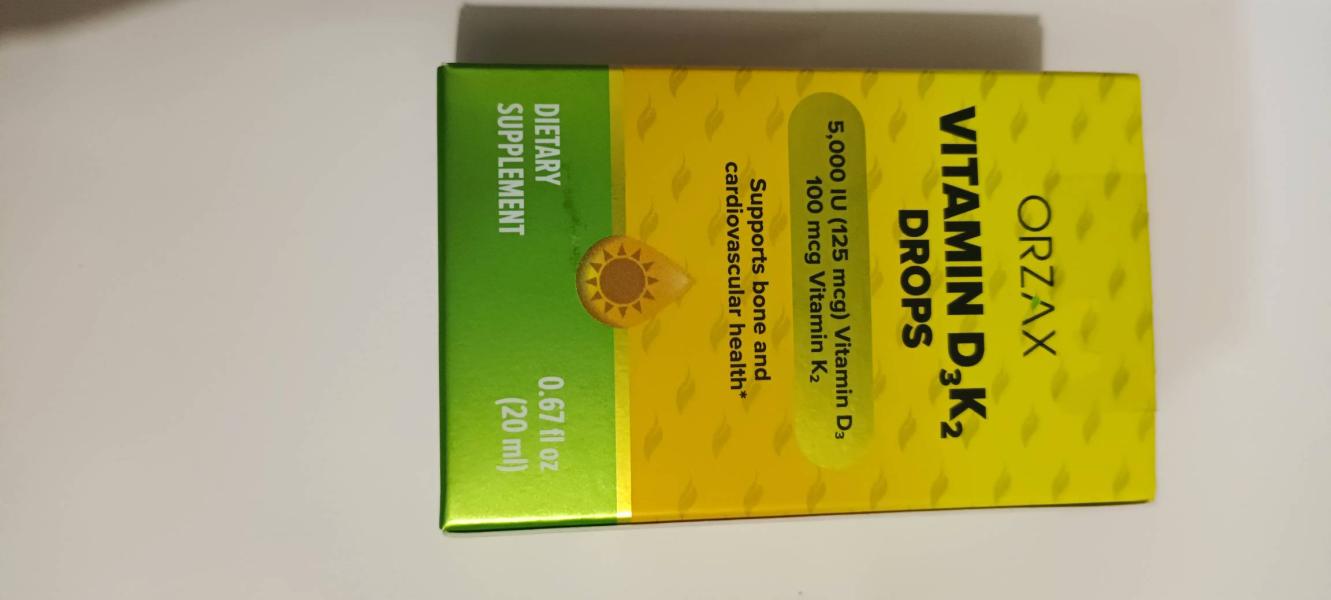 ORZAX
VITAMIN D₃K₂
DROPS
5,000 IU (125 mcg) Vitamin D₃
100 mcg Vitamin K₂
Supports bone and
cardiovascular health*
DIETARY
SUPPLEMENT
0.67 fl oz
(20 ml)